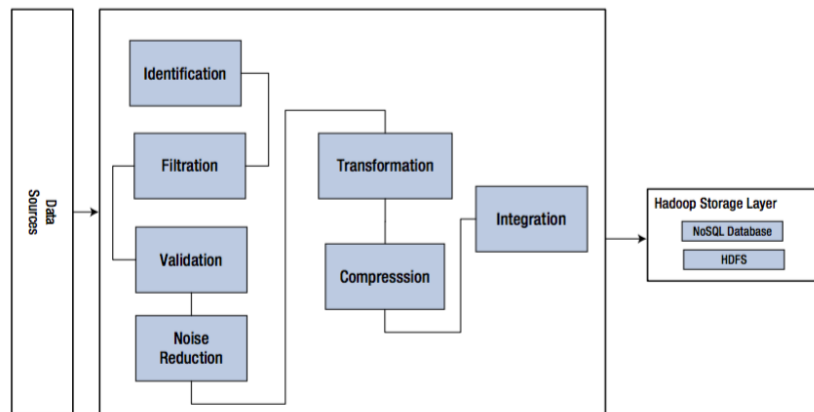 Data
Sources
Identification
Filtration
Validation
Noise
Reduction
Transformation
Compresssion
Integration
Hadoop Storage Layer
NoSQL Database
HDFS